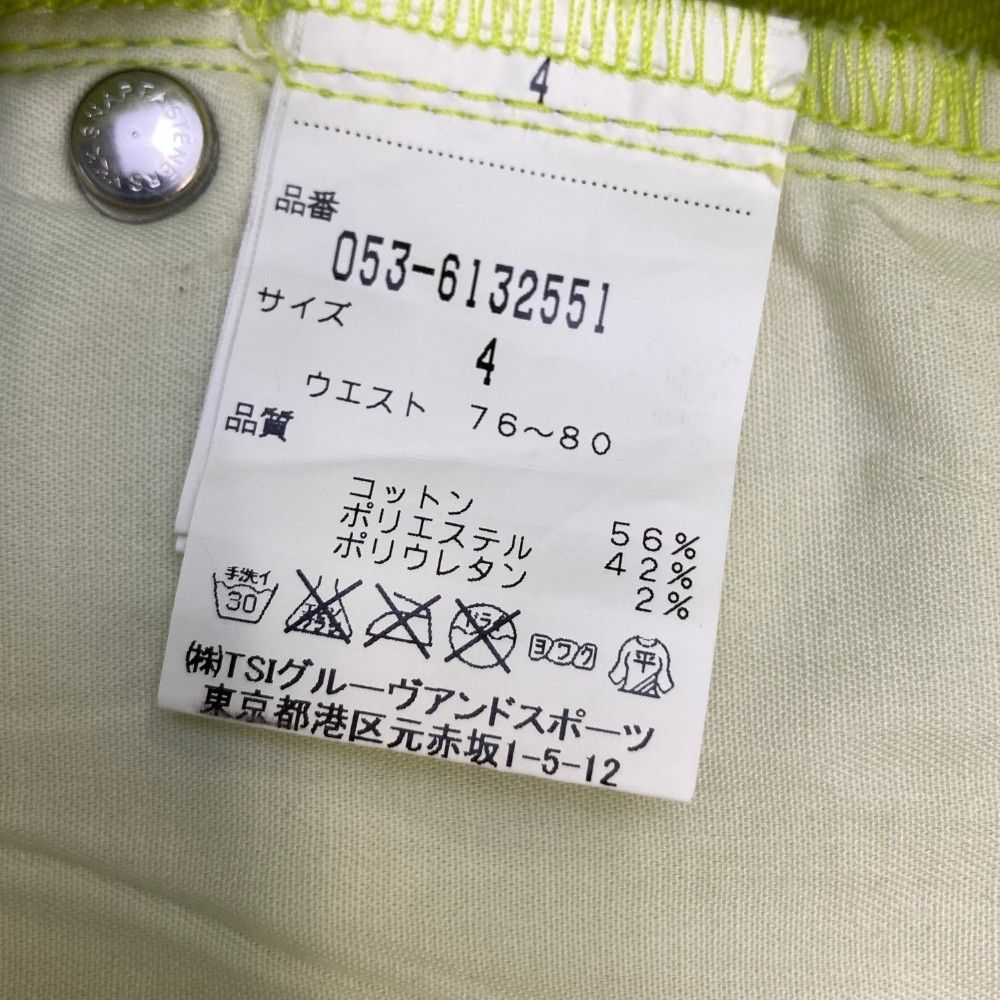 4
品番
053-6132551
サイズ
4
ウエスト 76～80
品質
コットン 56%
ポリエステル 42%
ポリウレタン 2%
手洗イ 30 ドライ ヨワク 平
(株)TSIグルーヴアンドスポーツ
東京都港区元赤坂1-5-12